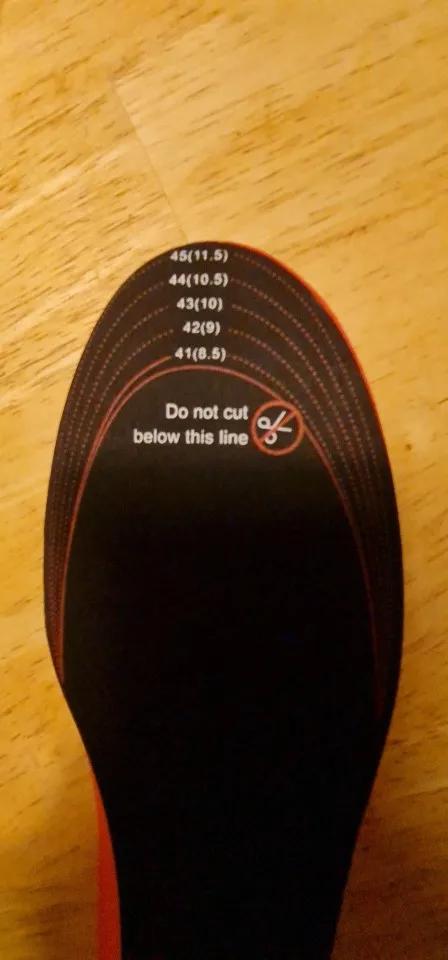 45(11.5)
44(10.5)
43(10)
42(9)
41(8.5)
Do not cut
below this line